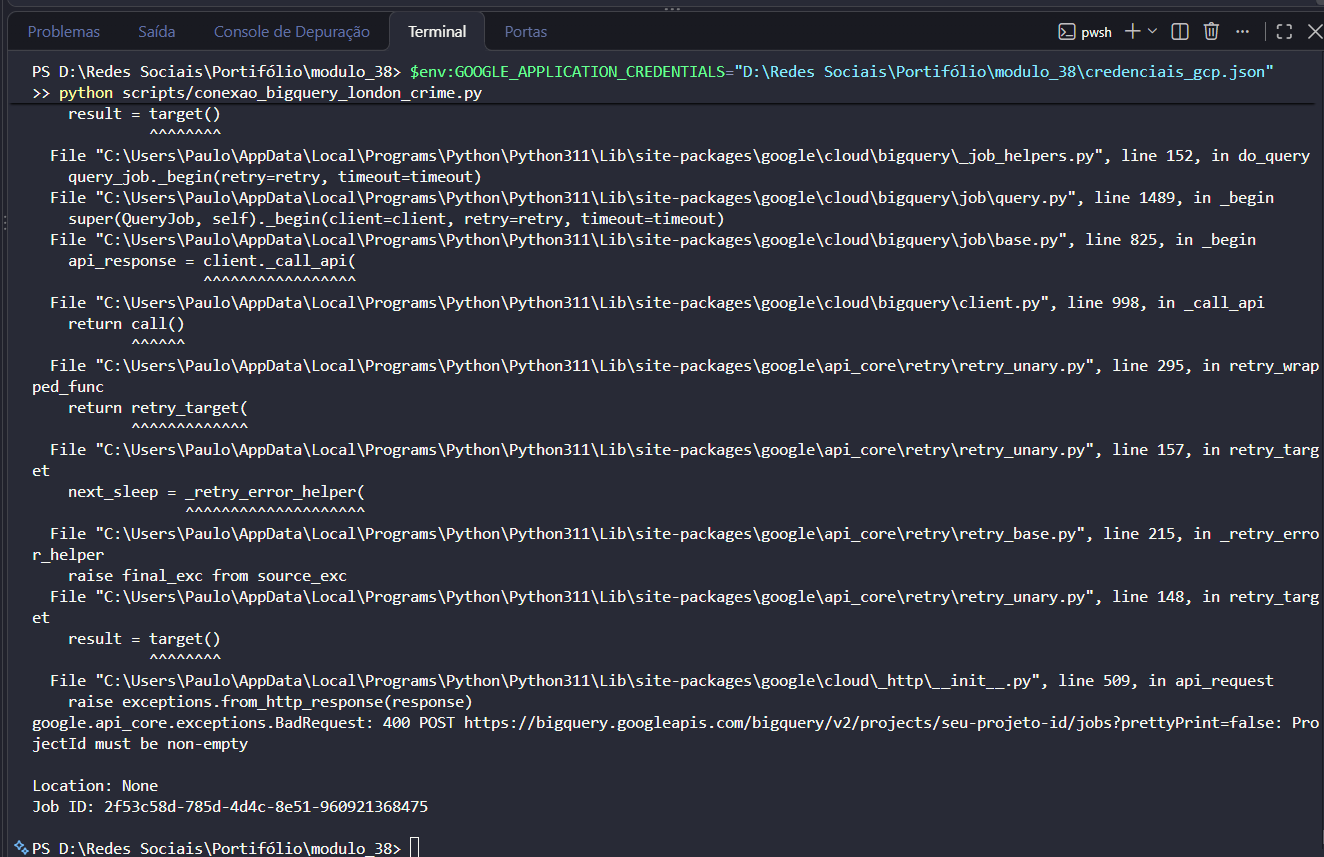 Problemas Saída Console de Depuração Terminal Portas pwsh
PS D:\Redes Sociais\Portifólio\modulo_38> $env:GOOGLE_APPLICATION_CREDENTIALS="D:\Redes Sociais\Portifólio\modulo_38\credenciais_gcp.json"
>> python scripts/conexao_bigquery_london_crime.py
result = target()
^^^^^^^^
File "C:\Users\Paulo\AppData\Local\Programs\Python\Python311\Lib\site-packages\google\cloud\bigquery\_job_helpers.py", line 152, in do_query
query_job._begin(retry=retry, timeout=timeout)
File "C:\Users\Paulo\AppData\Local\Programs\Python\Python311\Lib\site-packages\google\cloud\bigquery\job\query.py", line 1489, in _begin
super(QueryJob, self)._begin(client=client, retry=retry, timeout=timeout)
File "C:\Users\Paulo\AppData\Local\Programs\Python\Python311\Lib\site-packages\google\cloud\bigquery\job\base.py", line 825, in _begin
api_response = client._call_api(
^^^^^^^^^^^^^^^^^
File "C:\Users\Paulo\AppData\Local\Programs\Python\Python311\Lib\site-packages\google\cloud\bigquery\client.py", line 998, in _call_api
return call()
^^^^^^
File "C:\Users\Paulo\AppData\Local\Programs\Python\Python311\Lib\site-packages\google\api_core\retry\retry_unary.py", line 295, in retry_wrap
ped_func
return retry_target(
^^^^^^^^^^^^^
File "C:\Users\Paulo\AppData\Local\Programs\Python\Python311\Lib\site-packages\google\api_core\retry\retry_unary.py", line 157, in retry_targ
et
next_sleep = _retry_error_helper(
^^^^^^^^^^^^^^^^^^^^
File "C:\Users\Paulo\AppData\Local\Programs\Python\Python311\Lib\site-packages\google\api_core\retry\retry_base.py", line 215, in _retry_erro
r_helper
raise final_exc from source_exc
File "C:\Users\Paulo\AppData\Local\Programs\Python\Python311\Lib\site-packages\google\api_core\retry\retry_unary.py", line 148, in retry_targ
et
result = target()
^^^^^^^^
File "C:\Users\Paulo\AppData\Local\Programs\Python\Python311\Lib\site-packages\google\cloud\_http\__init__.py", line 509, in api_request
raise exceptions.from_http_response(response)
google.api_core.exceptions.BadRequest: 400 POST https://bigquery.googleapis.com/bigquery/v2/projects/seu-projeto-id/jobs?prettyPrint=false: Pro
jectId must be non-empty
Location: None
Job ID: 2f53c58d-785d-4d4c-8e51-960921368475
PS D:\Redes Sociais\Portifólio\modulo_38>